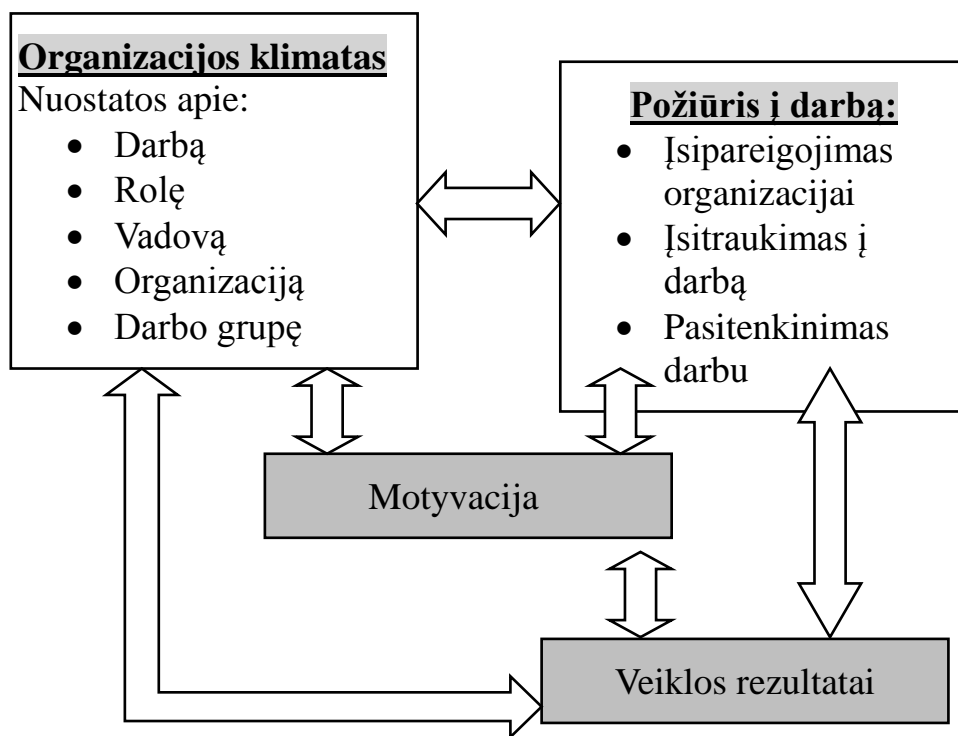 Organizacijos klimatas
Nuostatos apie:
• Darbą
• Rolę
• Vadovą
• Organizaciją
• Darbo grupę
Požiūris į darbą:
• Įsipareigojimas
organizacijai
• Įsitraukimas į
darbą
• Pasitenkinimas
darbu
Motyvacija
Veiklos rezultatai